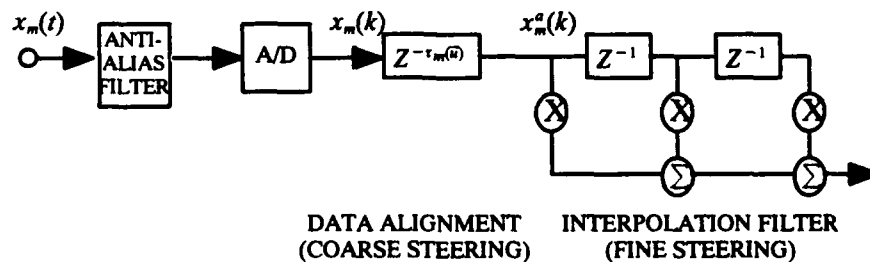 x_m(t)
x_m(k)
x_m^a(k)
ANTI-
ALIAS
FILTER
A/D
Z^{-τ_m(u̅)}
Z^{-1}
Z^{-1}
X
X
X
Σ
Σ
DATA ALIGNMENT
(COARSE STEERING)
INTERPOLATION FILTER
(FINE STEERING)